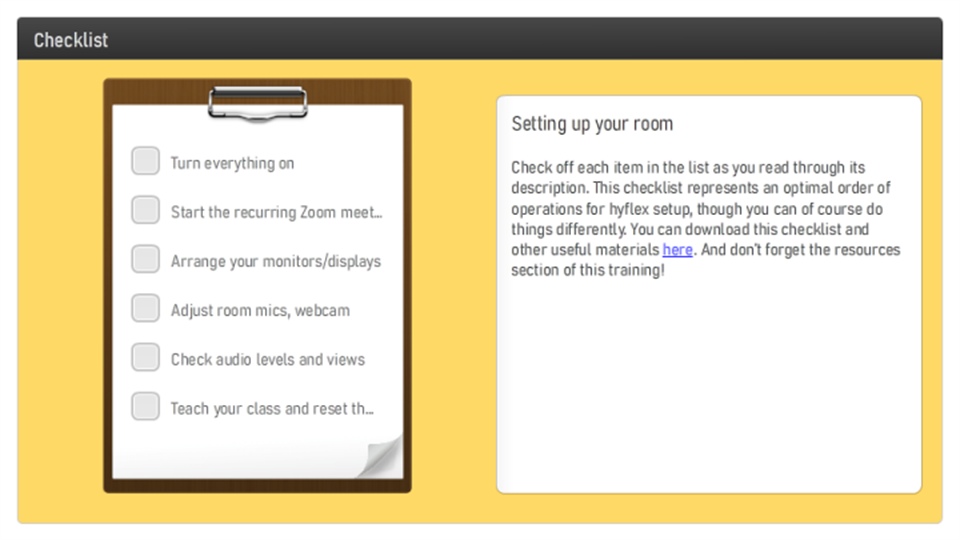 Checklist
Turn everything on
Start the recurring Zoom meet...
Arrange your monitors/displays
Adjust room mics, webcam
Check audio levels and views
Teach your class and reset th...
Setting up your room
Check off each item in the list as you read through its
description. This checklist represents an optimal order of
operations for hyflex setup, though you can of course do
things differently. You can download this checklist and
other useful materials here. And don't forget the resources
section of this training!